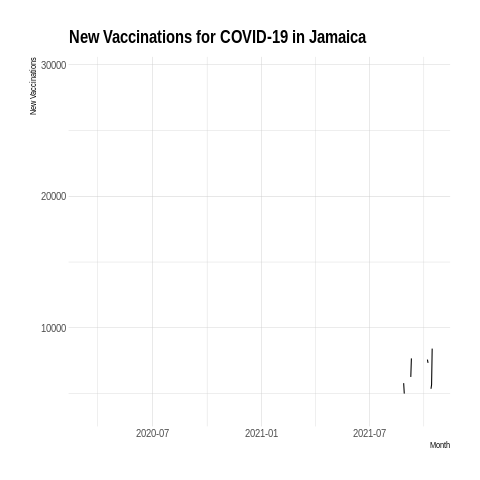 New Vaccinations for COVID-19 in Jamaica
New Vaccinations
30000
20000
10000
2020-07 2021-01 2021-07
Month